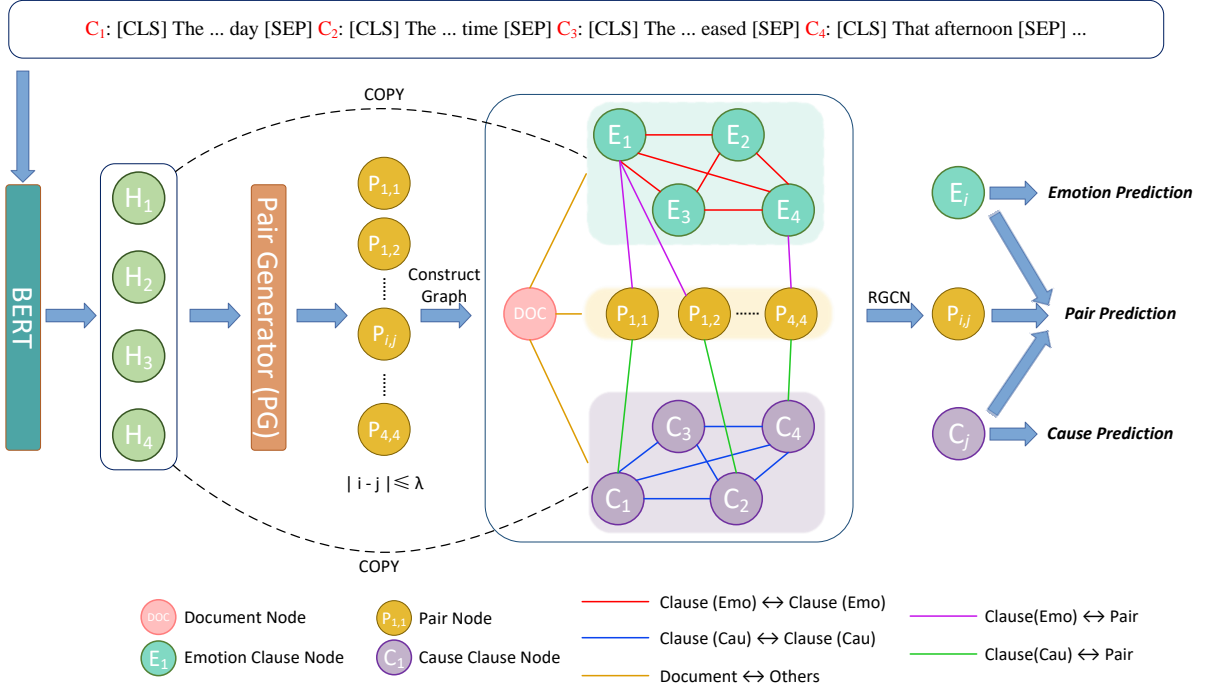 C1: [CLS] The ... day [SEP] C2: [CLS] The ... time [SEP] C3: [CLS] The ... eased [SEP] C4: [CLS] That afternoon [SEP] ...
COPY
BERT
H1
H2
H3
H4
Pair Generator (PG)
P1,1
P1,2
......
Pi,j
......
P4,4
| i - j | ≤ λ
Construct
Graph
E1
E2
E3
E4
DOC
P1,1
P1,2
......
P4,4
C3
C4
C1
C2
RGCN
Ei
Emotion Prediction
Pi,j
Pair Prediction
Cj
Cause Prediction
COPY
DOC
Document Node
P1,1
Pair Node
E1
Emotion Clause Node
C1
Cause Clause Node
Clause (Emo) ↔ Clause (Emo)
Clause (Cau) ↔ Clause (Cau)
Document ↔ Others
Clause(Emo) ↔ Pair
Clause(Cau) ↔ Pair